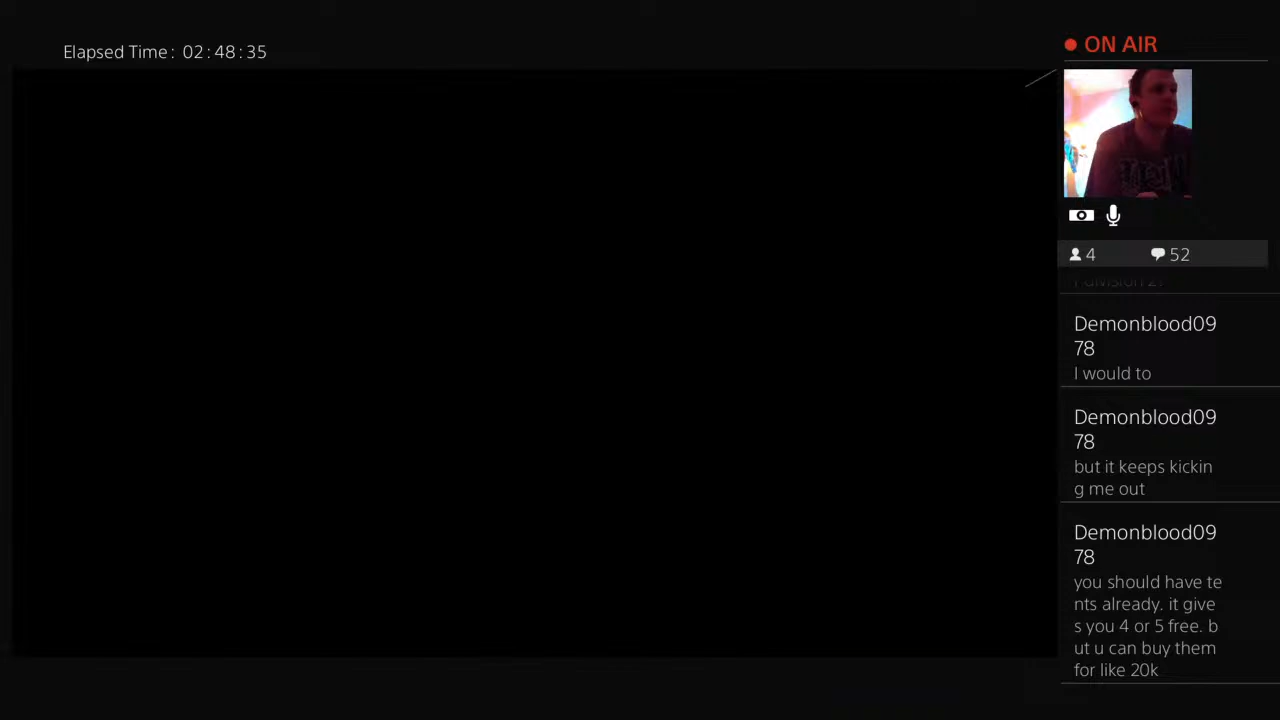 Elapsed Time: 02:48:35
ON AIR
4
52
Demonblood09
78
I would to
Demonblood09
78
but it keeps kickin
g me out
Demonblood09
78
you should have te
nts already. it give
s you 4 or 5 free. b
ut u can buy them
for like 20k